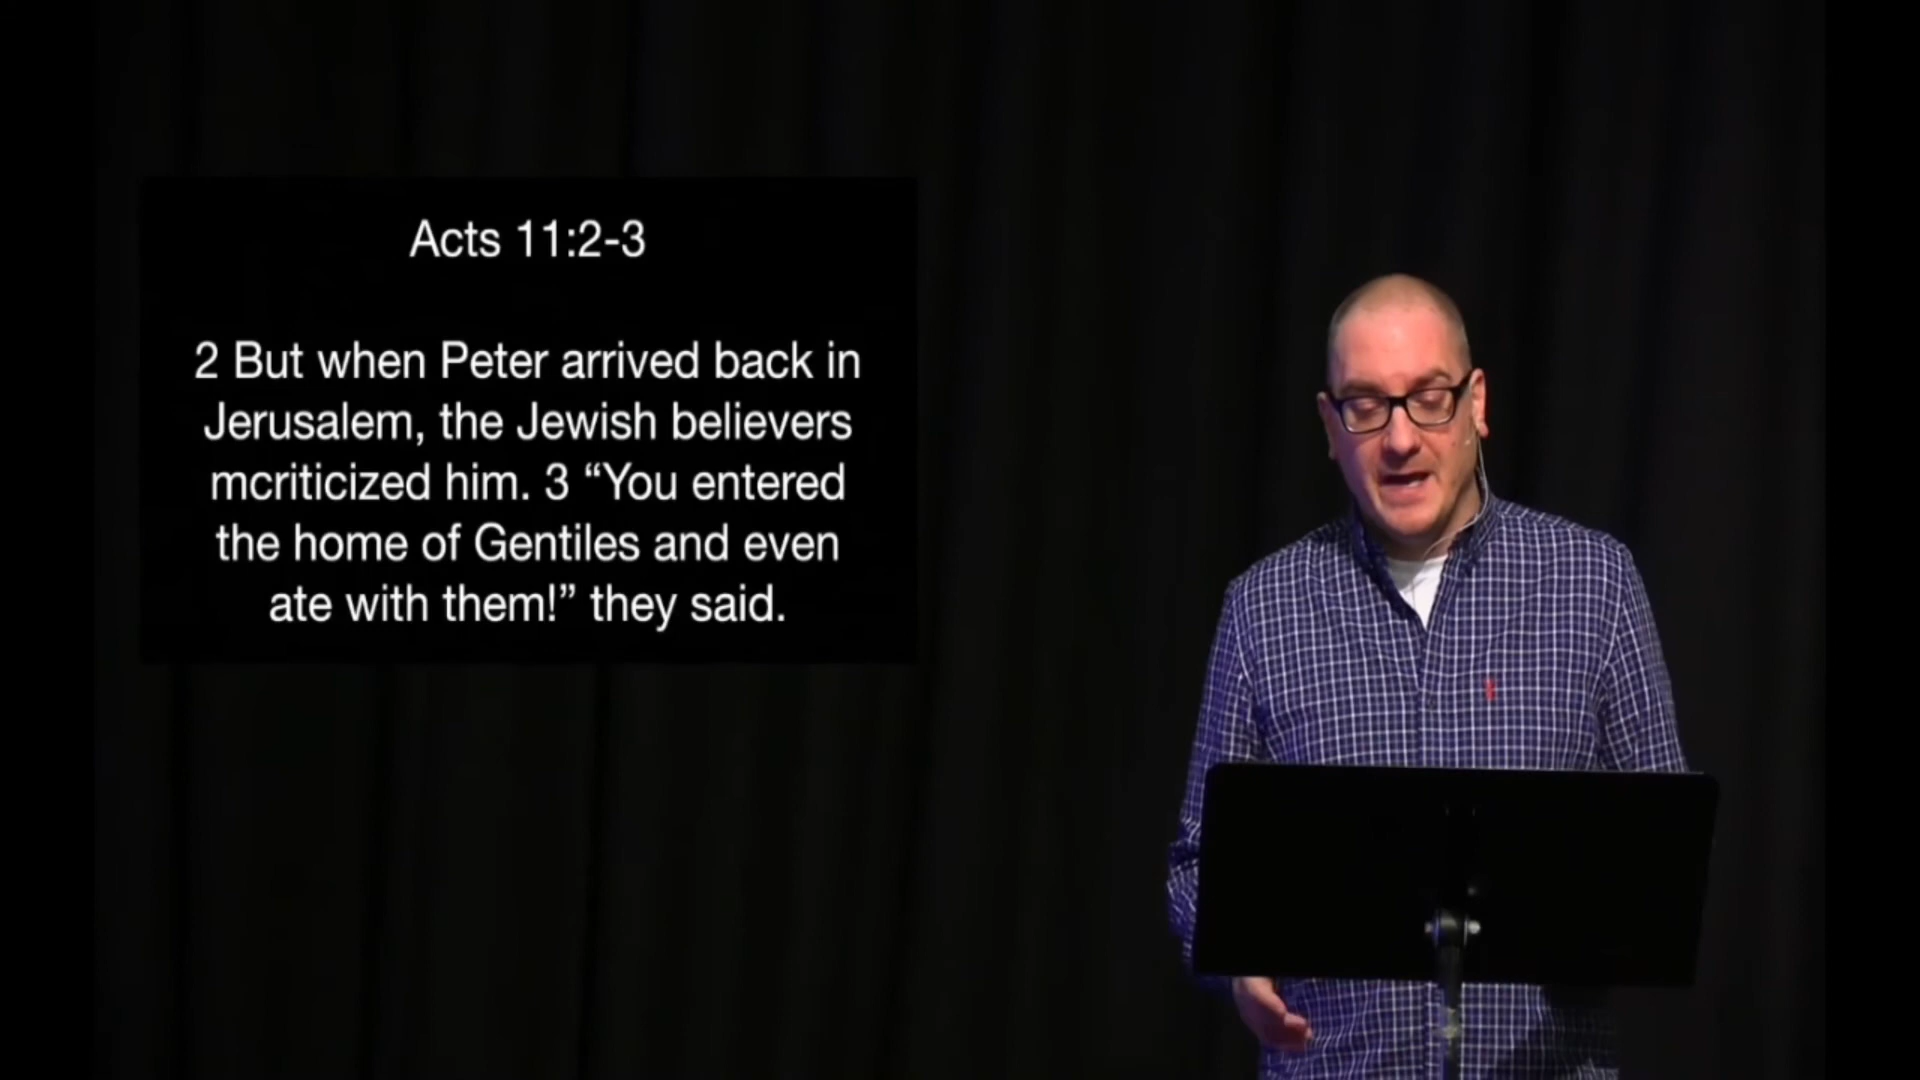 Acts 11:2-3
2 But when Peter arrived back in
Jerusalem, the Jewish believers
mcriticized him. 3 “You entered
the home of Gentiles and even
ate with them!” they said.